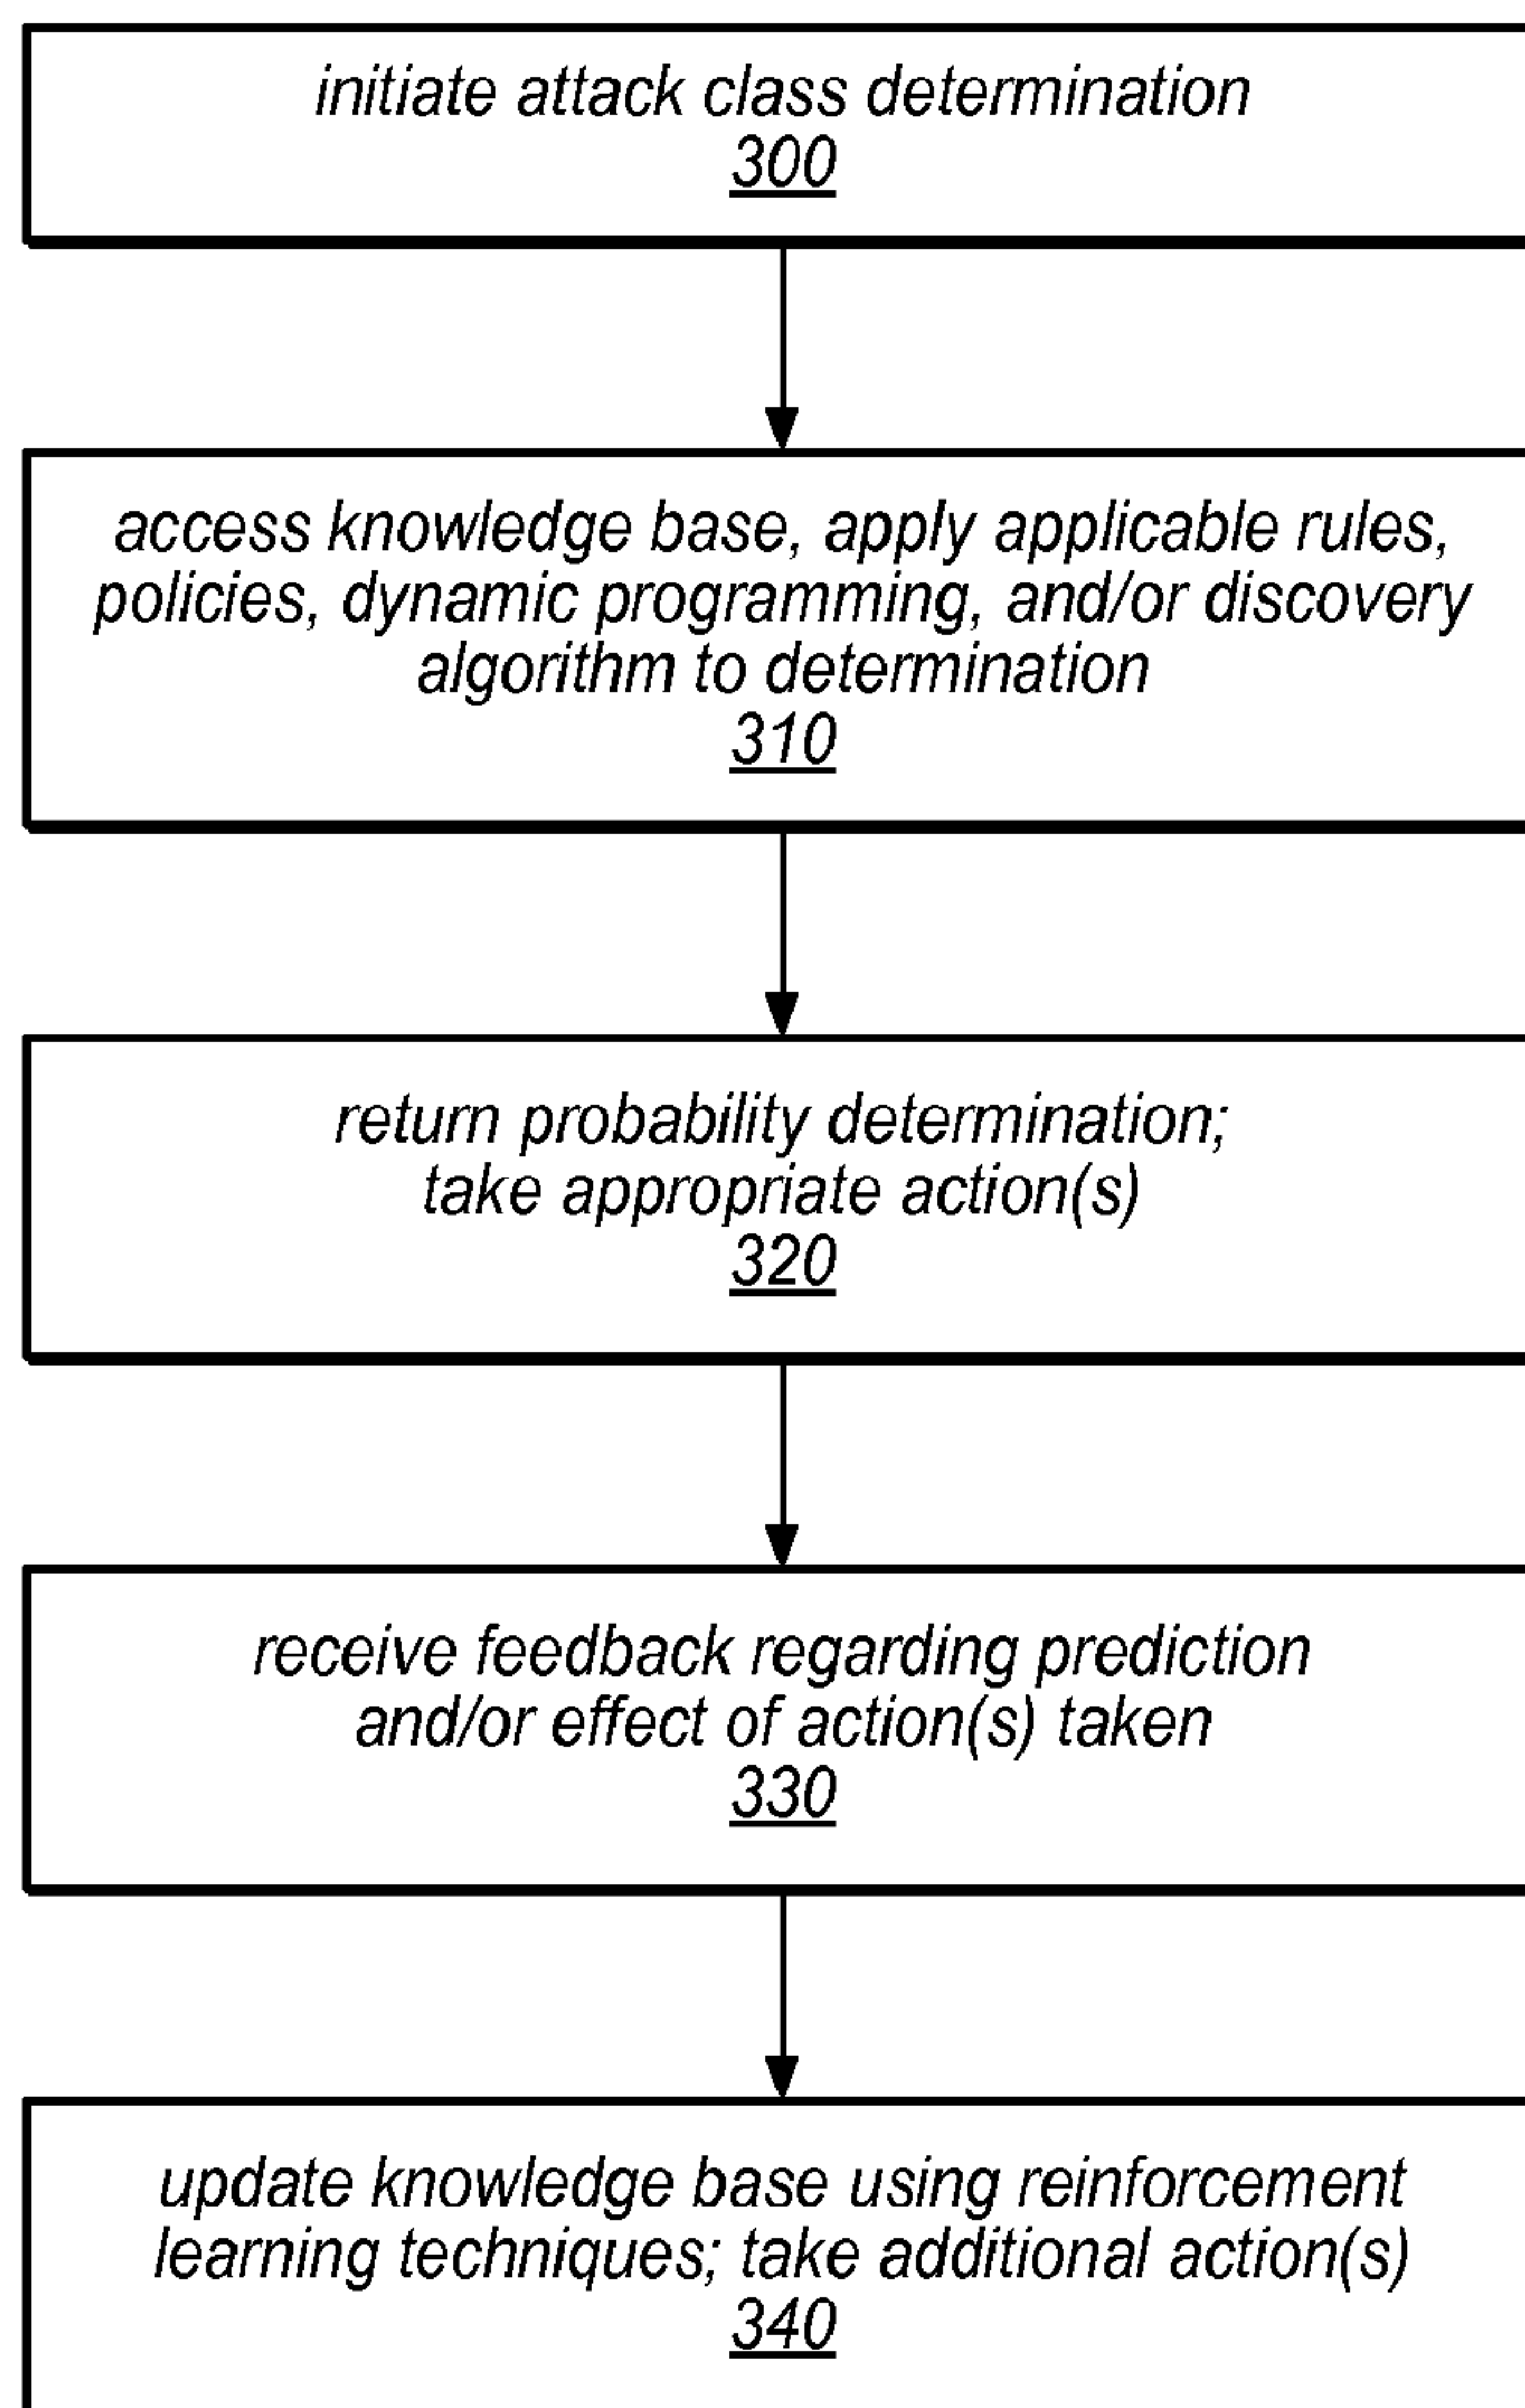 initiate attack class determination
300
access knowledge base, apply applicable rules,
policies, dynamic programming, and/or discovery
algorithm to determination
310
return probability determination;
take appropriate action(s)
320
receive feedback regarding prediction
and/or effect of action(s) taken
330
update knowledge base using reinforcement
learning techniques; take additional action(s)
340